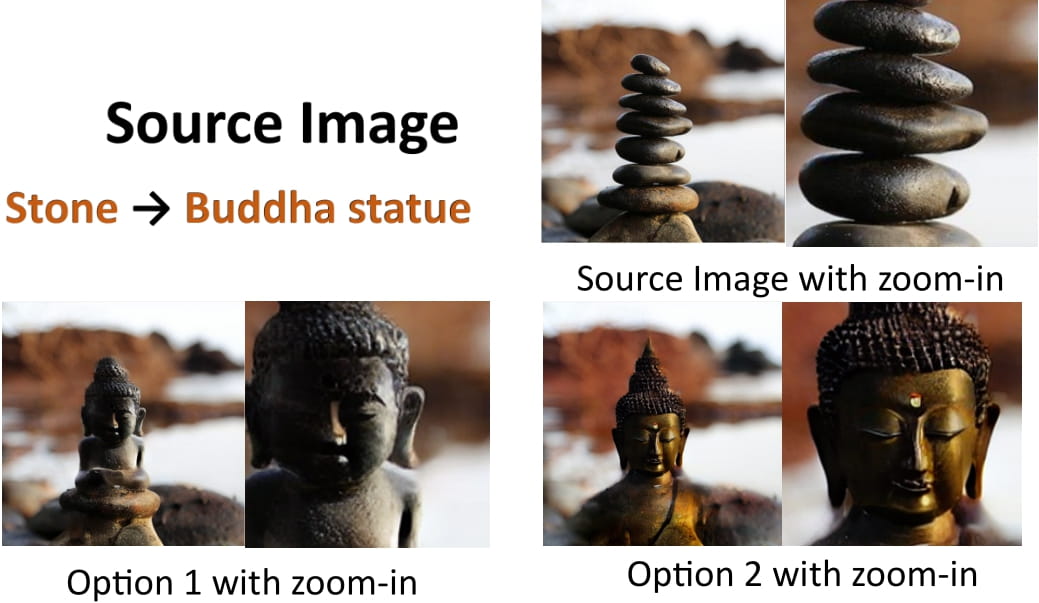 Source Image
Stone → Buddha statue
Source Image with zoom-in
Option 1 with zoom-in
Option 2 with zoom-in